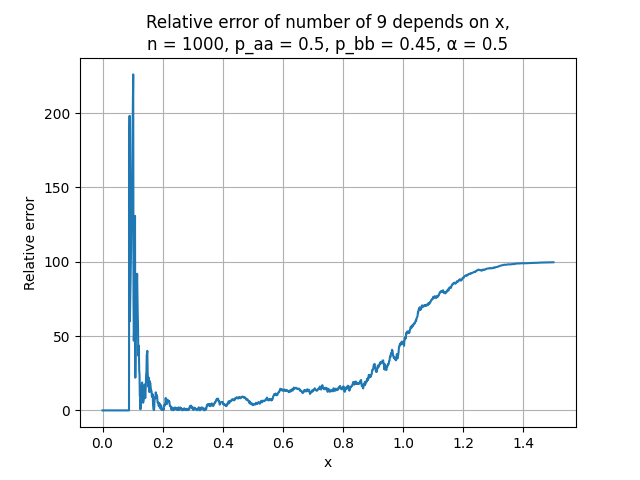 Relative error of number of 9 depends on x,
n = 1000, p_aa = 0.5, p_bb = 0.45, α = 0.5
Relative error
200
150
100
50
0
0.0 0.2 0.4 0.6 0.8 1.0 1.2 1.4
x